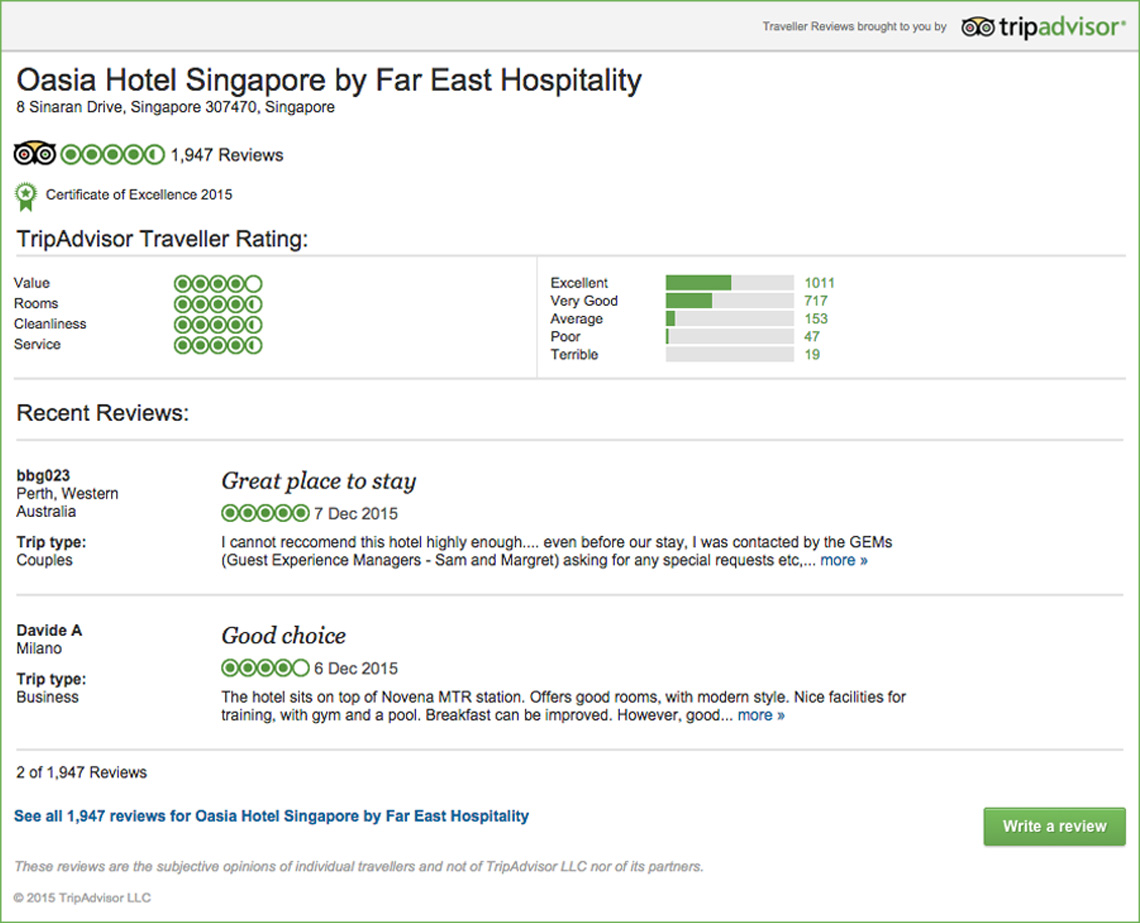 Traveller Reviews brought to you by tripadvisor®
Oasia Hotel Singapore by Far East Hospitality
8 Sinaran Drive, Singapore 307470, Singapore
1,947 Reviews
Certificate of Excellence 2015
TripAdvisor Traveller Rating:
Value
Rooms
Cleanliness
Service
Excellent 1011
Very Good 717
Average 153
Poor 47
Terrible 19
Recent Reviews:
bbg023
Perth, Western
Australia
Trip type:
Couples
Great place to stay
7 Dec 2015
I cannot reccomend this hotel highly enough.... even before our stay, I was contacted by the GEMs
(Guest Experience Managers - Sam and Margret) asking for any special requests etc,... more »
Davide A
Milano
Trip type:
Business
Good choice
6 Dec 2015
The hotel sits on top of Novena MTR station. Offers good rooms, with modern style. Nice facilities for
training, with gym and a pool. Breakfast can be improved. However, good... more »
2 of 1,947 Reviews
See all 1,947 reviews for Oasia Hotel Singapore by Far East Hospitality
Write a review
These reviews are the subjective opinions of individual travellers and not of TripAdvisor LLC nor of its partners.
© 2015 TripAdvisor LLC